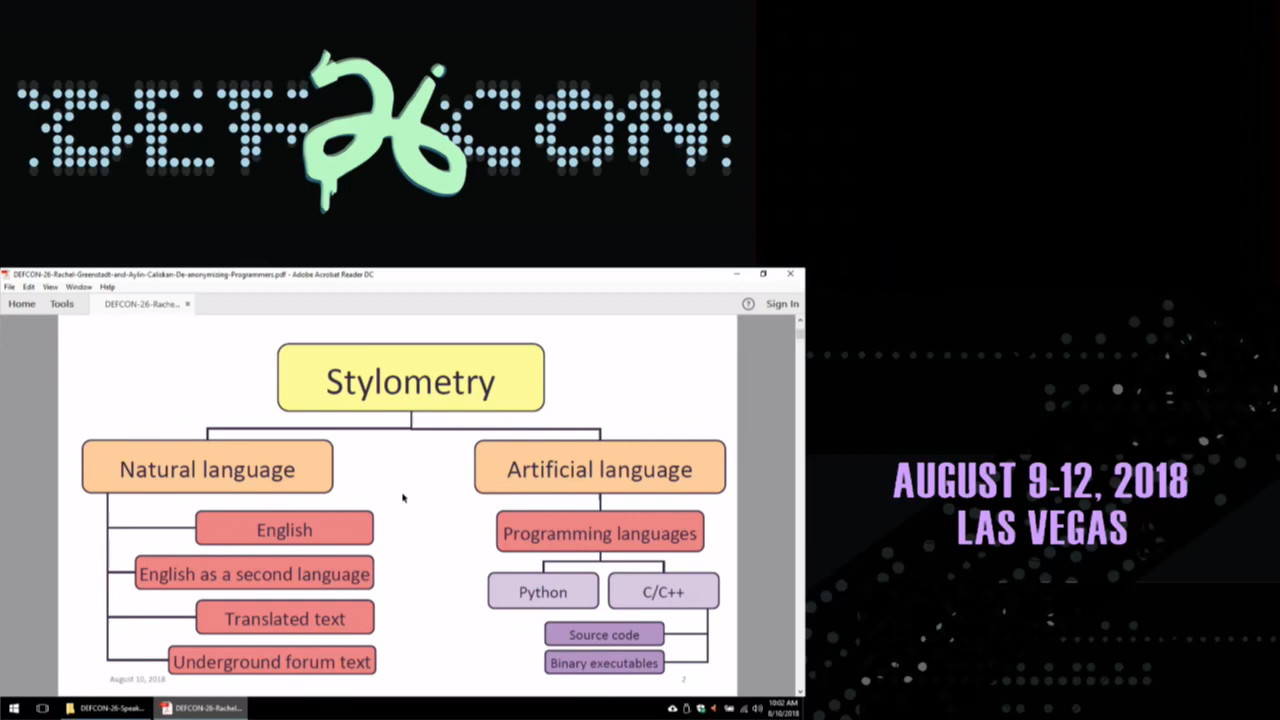 DEF 26 CON
DEFCON-26-Rachel-Greenstadt-and-Aylin-Caliskan-De-anonymizing-Programmers.pdf - Adobe Acrobat Reader DC
File Edit View Window Help
Home Tools DEFCON-26-Rache... × ? Sign In
Stylometry
Natural language
Artificial language
English
Programming languages
English as a second language
Python
C/C++
Translated text
Source code
Underground forum text
Binary executables
August 10, 2018
2
AUGUST 9-12, 2018
LAS VEGAS
DEFCON-26-Speak...
DEFCON-26-Rachel...
10:02 AM
8/10/2018